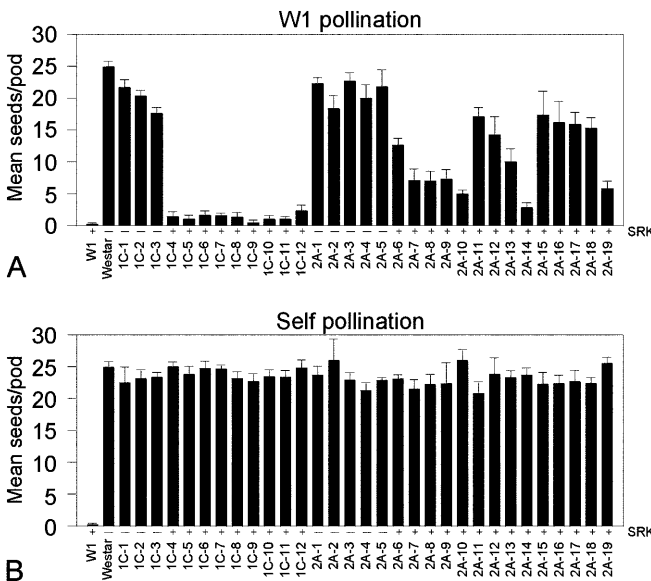 W1 pollination
Mean seeds/pod
30
25
20
15
10
5
0
+ – – – – + + + + + + + + + – – – – – + + + + + + + + + + + + + + SRK
W1 Westar 1C-1 1C-2 1C-3 1C-4 1C-5 1C-6 1C-7 1C-8 1C-9 1C-10 1C-11 1C-12 2A-1 2A-2 2A-3 2A-4 2A-5 2A-6 2A-7 2A-8 2A-9 2A-10 2A-11 2A-12 2A-13 2A-14 2A-15 2A-16 2A-17 2A-18 2A-19
A
Self pollination
Mean seeds/pod
30
25
20
15
10
5
0
+ – – – – + + + + + + + + + – – – – – + + + + + + + + + + + + + + SRK
W1 Westar 1C-1 1C-2 1C-3 1C-4 1C-5 1C-6 1C-7 1C-8 1C-9 1C-10 1C-11 1C-12 2A-1 2A-2 2A-3 2A-4 2A-5 2A-6 2A-7 2A-8 2A-9 2A-10 2A-11 2A-12 2A-13 2A-14 2A-15 2A-16 2A-17 2A-18 2A-19
B